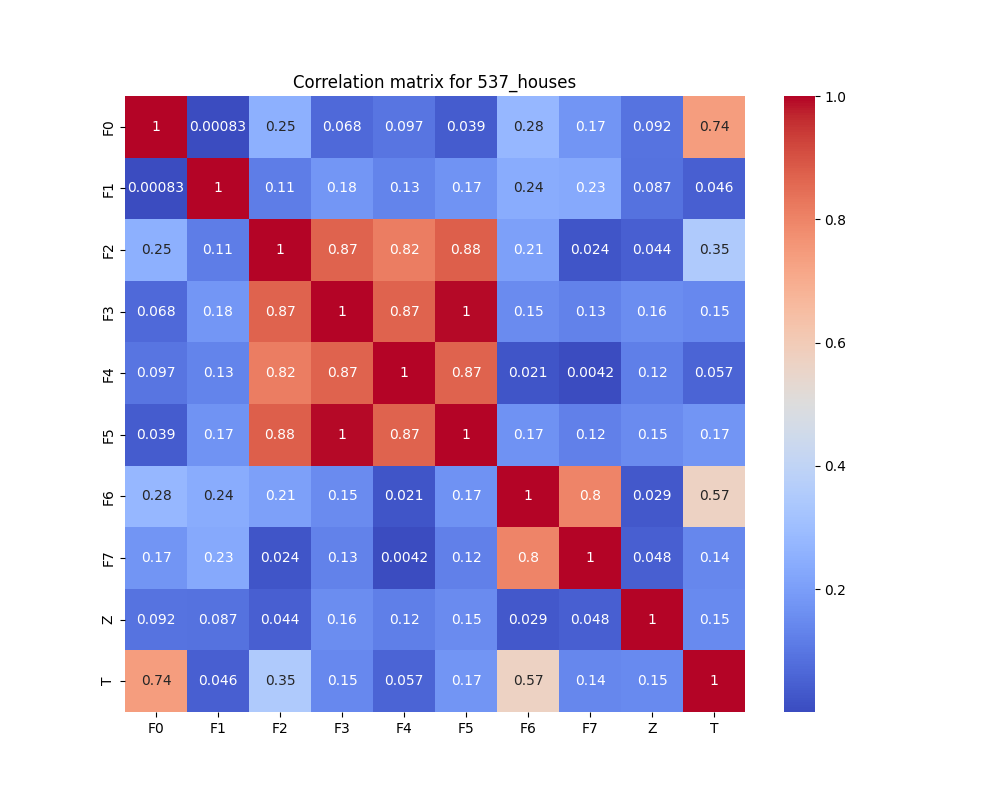 Correlation matrix for 537_houses
F0 1 0.00083 0.25 0.068 0.097 0.039 0.28 0.17 0.092 0.74
F1 0.00083 1 0.11 0.18 0.13 0.17 0.24 0.23 0.087 0.046
F2 0.25 0.11 1 0.87 0.82 0.88 0.21 0.024 0.044 0.35
F3 0.068 0.18 0.87 1 0.87 1 0.15 0.13 0.16 0.15
F4 0.097 0.13 0.82 0.87 1 0.87 0.021 0.0042 0.12 0.057
F5 0.039 0.17 0.88 1 0.87 1 0.17 0.12 0.15 0.17
F6 0.28 0.24 0.21 0.15 0.021 0.17 1 0.8 0.029 0.57
F7 0.17 0.23 0.024 0.13 0.0042 0.12 0.8 1 0.048 0.14
Z 0.092 0.087 0.044 0.16 0.12 0.15 0.029 0.048 1 0.15
T 0.74 0.046 0.35 0.15 0.057 0.17 0.57 0.14 0.15 1
F0 F1 F2 F3 F4 F5 F6 F7 Z T
1.0
0.8
0.6
0.4
0.2